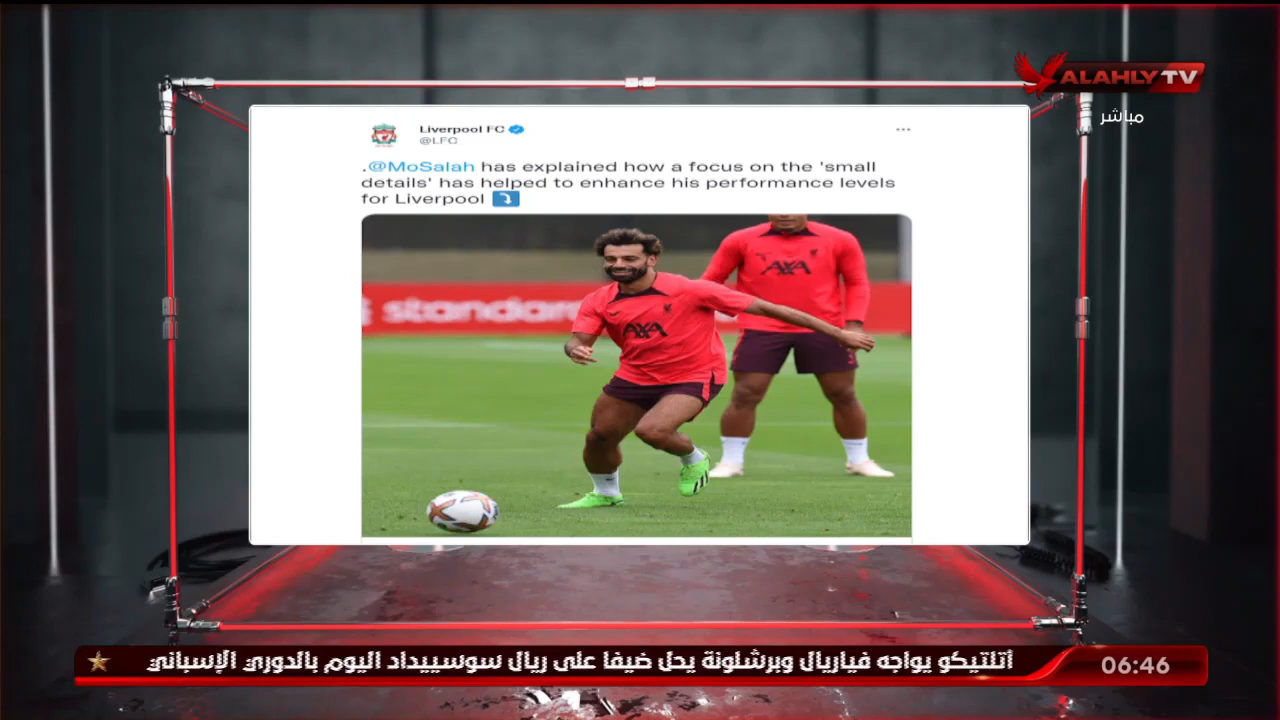 ALAHLY TV
مباشر
Liverpool FC
@LFC
.@MoSalah has explained how a focus on the 'small
details' has helped to enhance his performance levels
for Liverpool
AXA
standard
AXA
أتلتيكو يواجه فياريال وبرشلونة يحل ضيفا على ريال سوسييداد اليوم بالدوري الإسباني
06:46